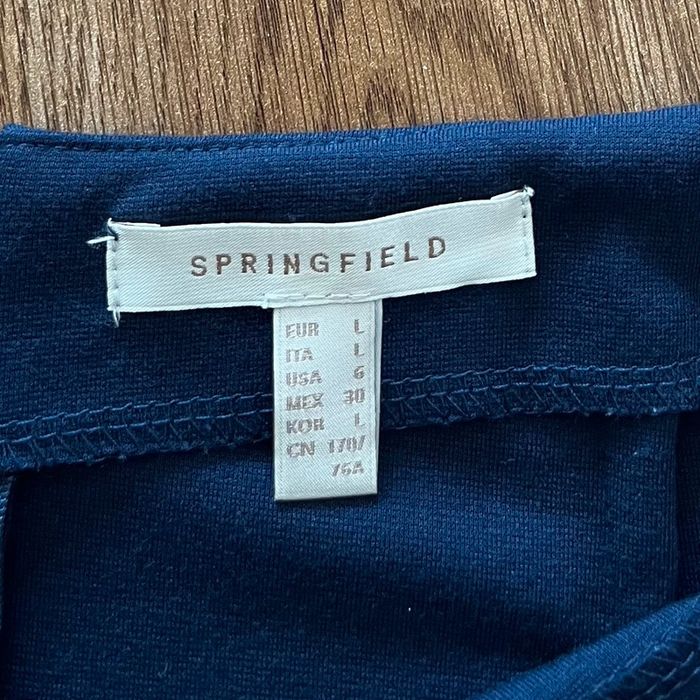 SPRINGFIELD
EUR L
ITA L
USA 6
MEX 30
KOR L
CN 170/
76A